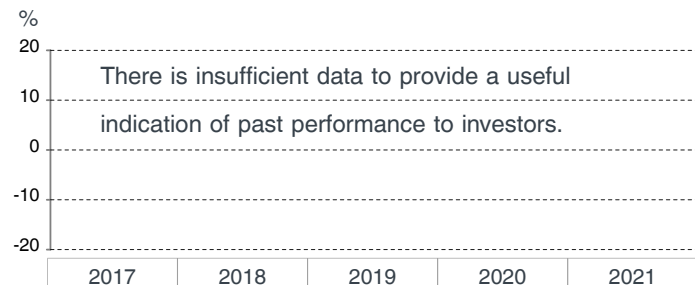 %
20
There is insufficient data to provide a useful
10
indication of past performance to investors.
0
-10
-20
2017 2018 2019 2020 2021